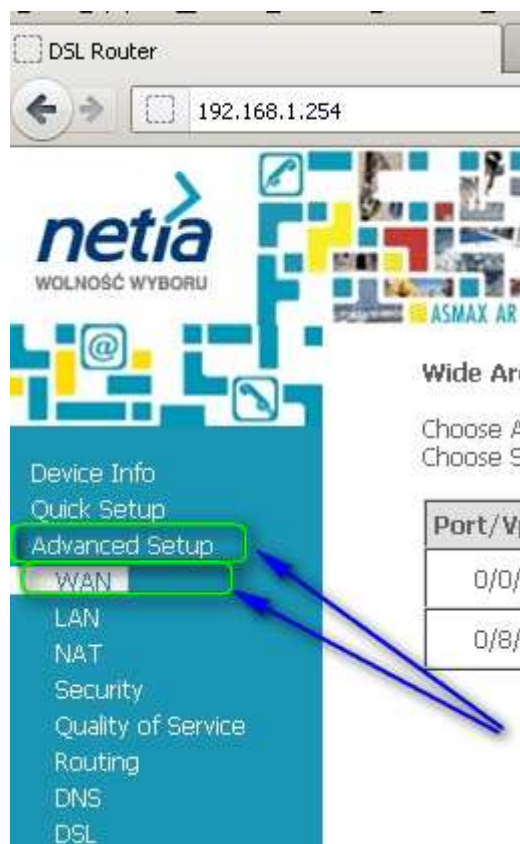 DSL Router
192.168.1.254
netia
WOLNOŚĆ WYBORU
@
ASMAX AR
Wide Ar
Choose A
Choose S
Port/Vp
0/0/
0/8/
Device Info
Quick Setup
Advanced Setup
WAN
LAN
NAT
Security
Quality of Service
Routing
DNS
DSL